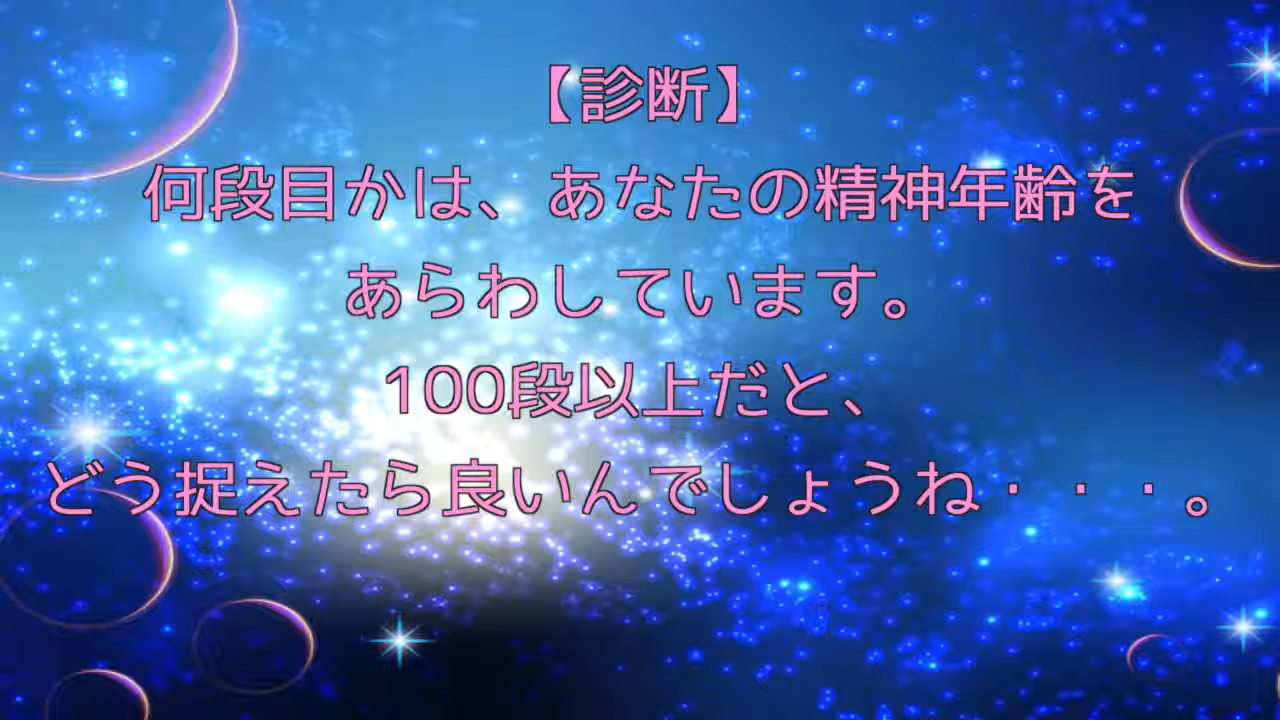 【診断】
何段目かは、あなたの精神年齢を
あらわしています。
100段以上だと、
どう捉えたら良いんでしょうね・・・。